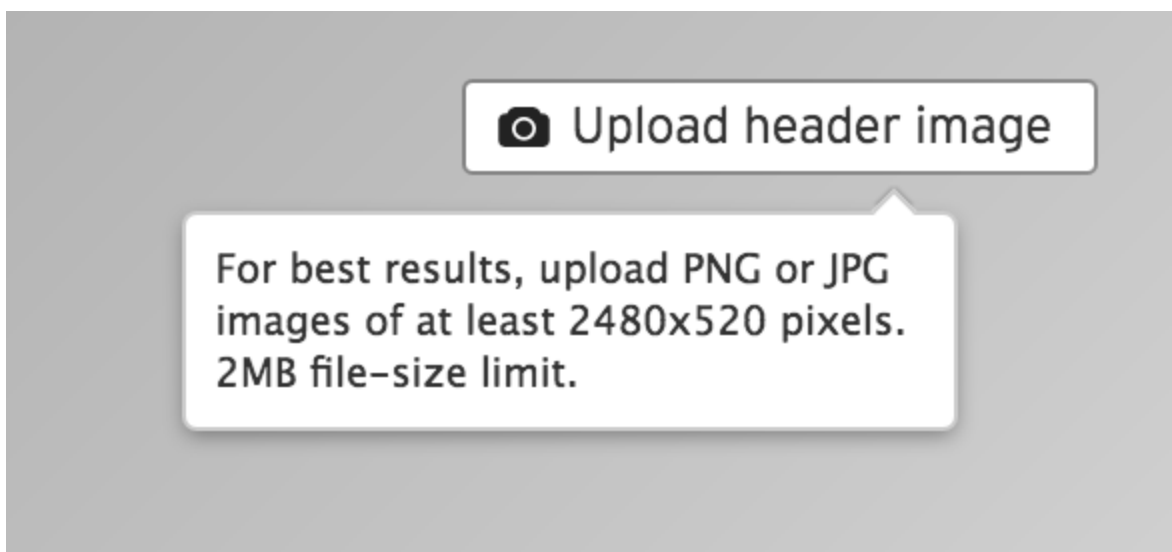 Upload header image
For best results, upload PNG or JPG
images of at least 2480x520 pixels.
2MB file-size limit.